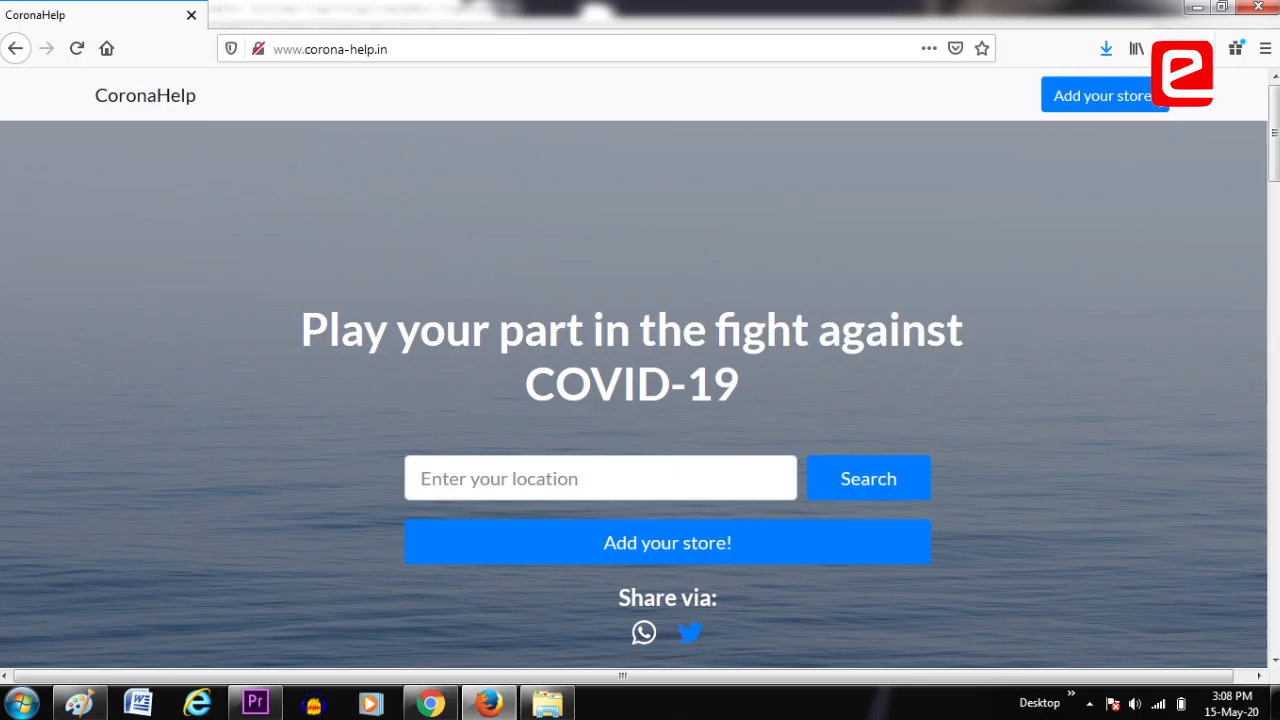 CoronaHelp
www.corona-help.in
CoronaHelp
Add your store
Play your part in the fight against
COVID-19
Enter your location
Search
Add your store!
Share via:
Pr
Desktop
3:08 PM
15-May-20